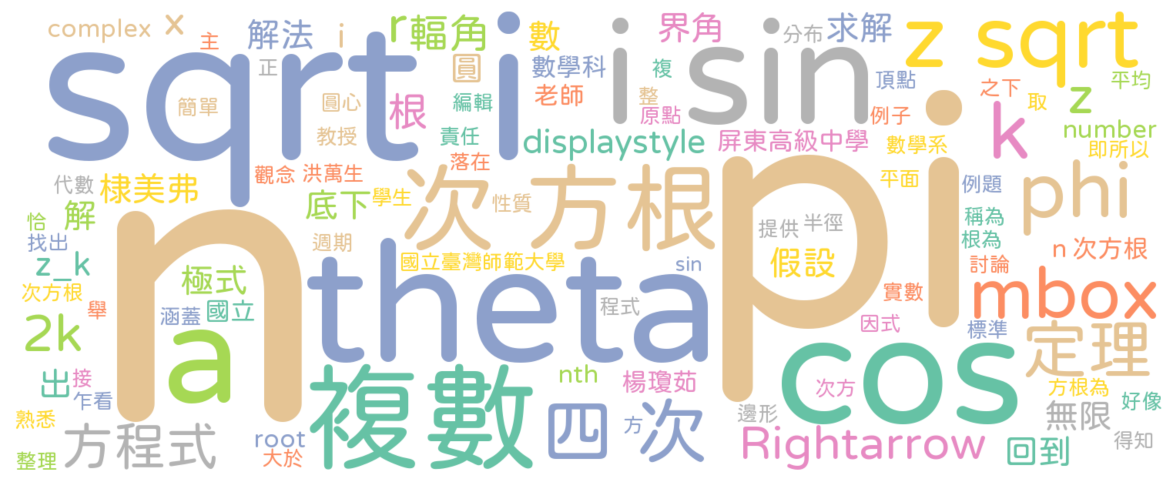 complex
x
主
解法
i
r
輻角
數
界角
分布
求解
z sqrt
sqrt
i
i
sin
正
圓
數學科
複
頂點
之下
平均
簡單
圓心
根
編輯
老師
整
原點
例子
取
z
教授
責任
displaystyle
屏東高級中學
數學系
k
number
即所以
觀念
洪萬生
落在
代數
棣美弗
底下
學生
次方根
性質
pi
平面
例題
phi
恰
解
n
提供
半徑
稱為
根為
找出
週期
z_k
極式
theta
國立臺灣師範大學
sin
假設
討論
n 次方根
次方根
舉
涵蓋
國立
程式
實數
mbox
2k
a
因式
標準
定理
出
接
乍看
複數
nth
楊瓊茹
cos
次方
方根為
好像
熟悉
方程式
root
四
方
次
邊形
無限
整理
大於
Rightarrow
回到
得知